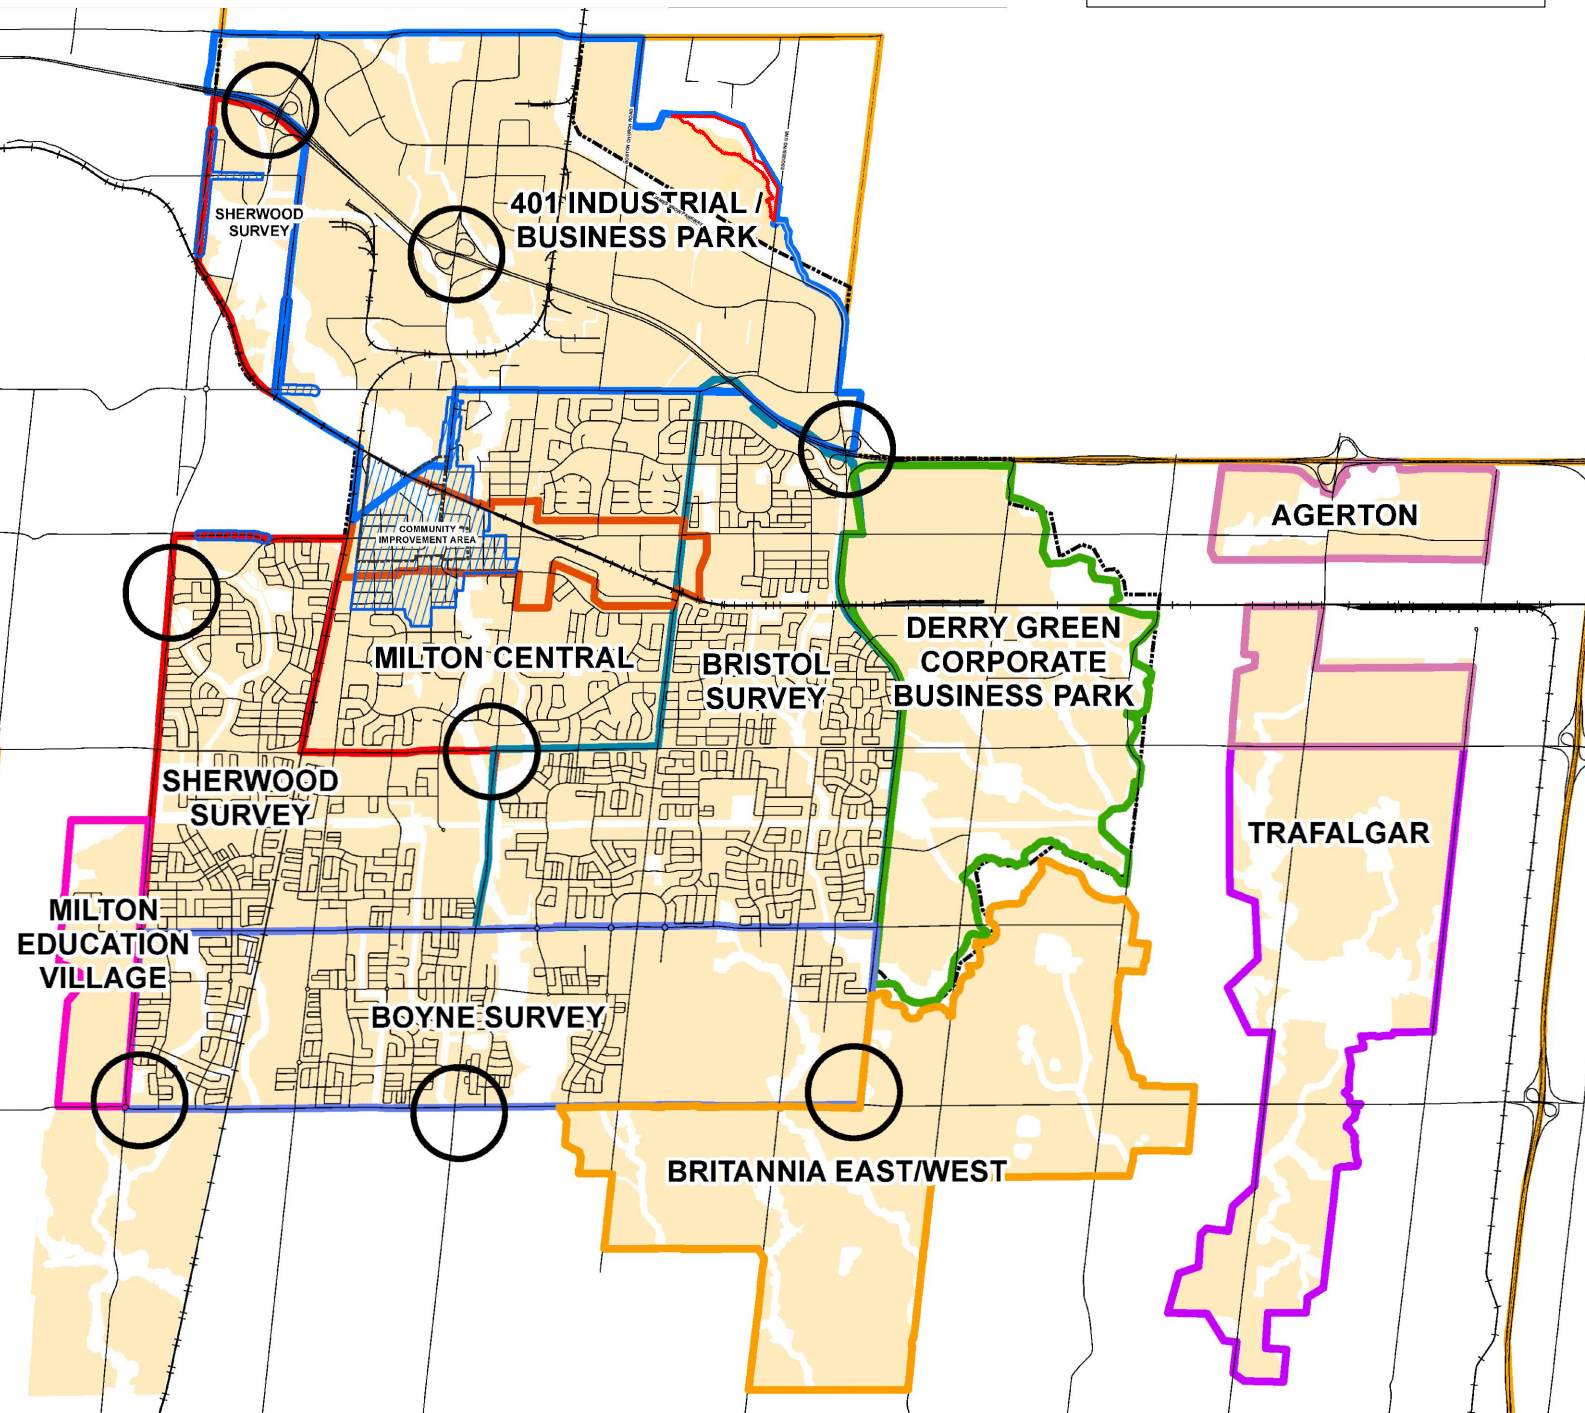 401 INDUSTRIAL /
BUSINESS PARK
SHERWOOD
SURVEY
AGERTON
COMMUNITY
IMPROVEMENT AREA
DERRY GREEN
CORPORATE
BUSINESS PARK
MILTON CENTRAL
BRISTOL
SURVEY
SHERWOOD
SURVEY
TRAFALGAR
MILTON
EDUCATION
VILLAGE
BOYNE SURVEY
BRITANNIA EAST/WEST